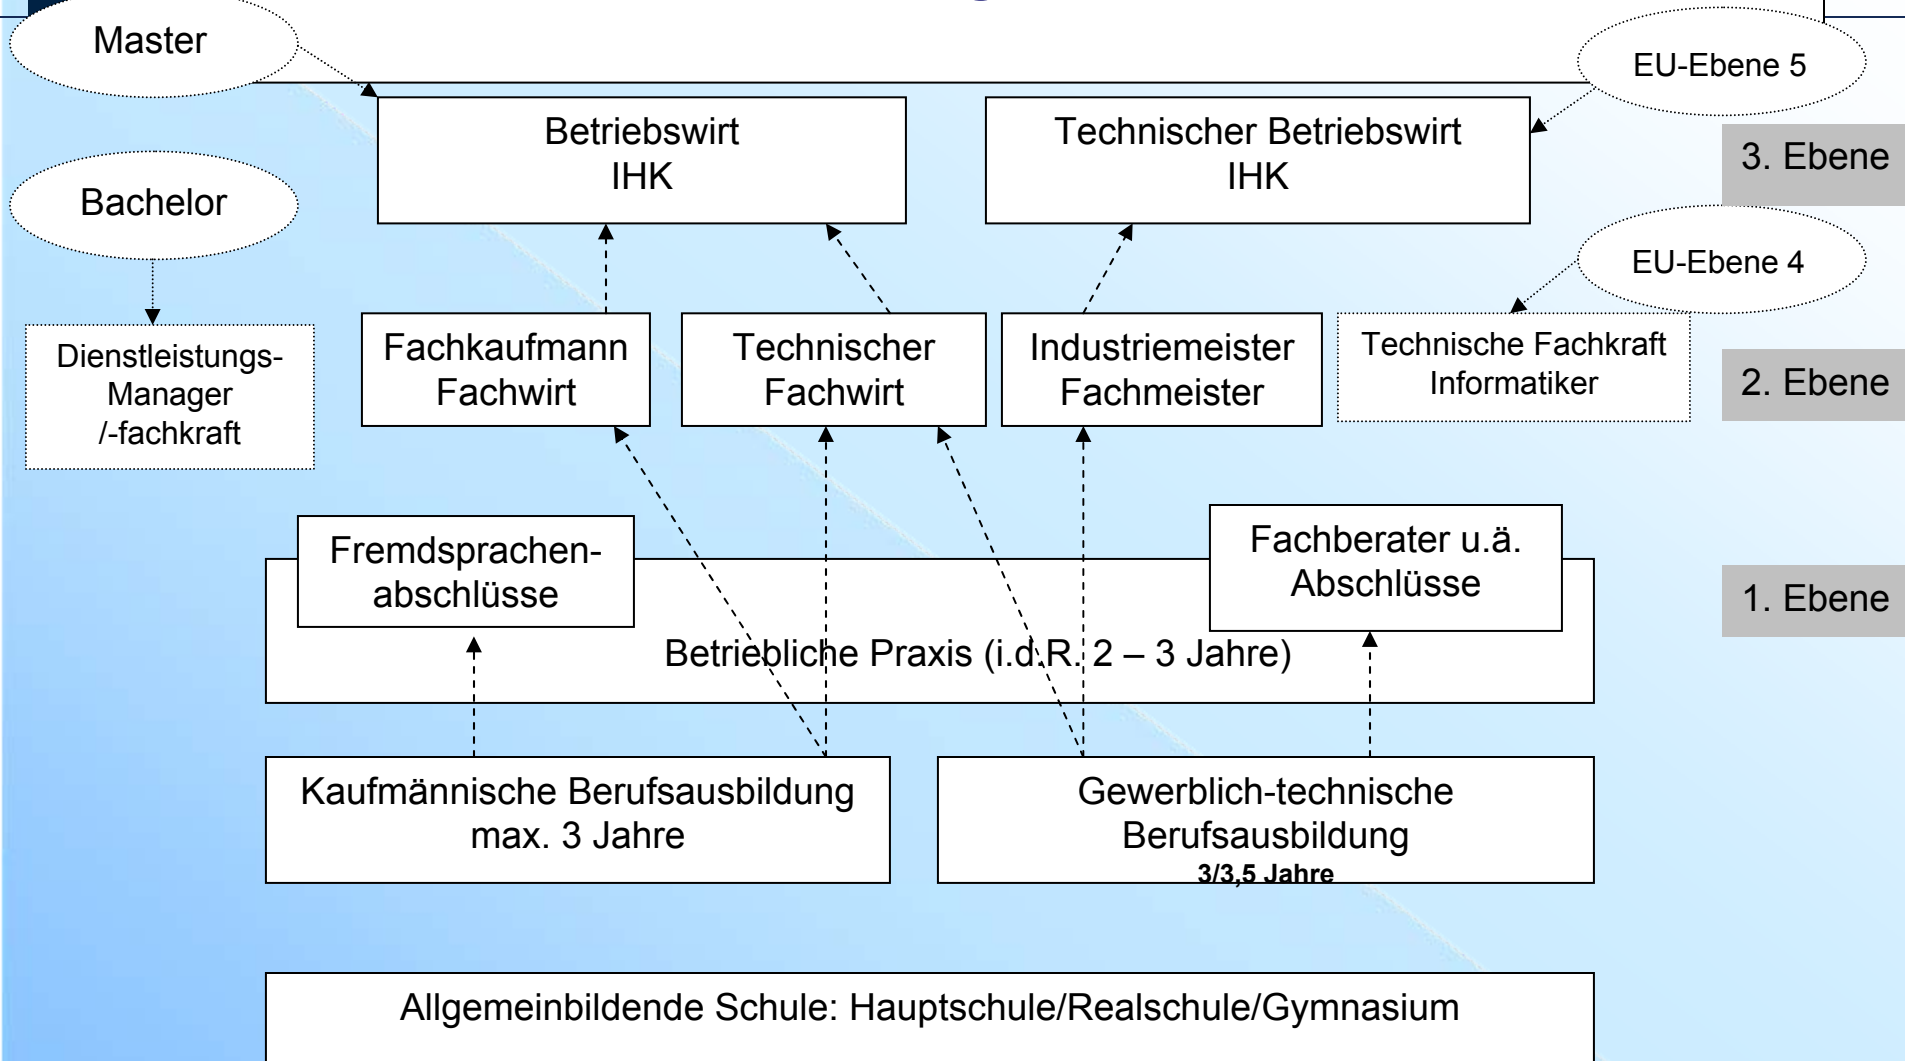 Master
EU-Ebene 5
Betriebswirt
IHK
Technischer Betriebswirt
IHK
3. Ebene
Bachelor
EU-Ebene 4
Dienstleistungs-
Manager
/-fachkraft
Fachkaufmann
Fachwirt
Technischer
Fachwirt
Industriemeister
Fachmeister
Technische Fachkraft
Informatiker
2. Ebene
Fremdsprachen-
abschlüsse
Fachberater u.ä.
Abschlüsse
1. Ebene
Betriebliche Praxis (i.d.R. 2 – 3 Jahre)
Kaufmännische Berufsausbildung
max. 3 Jahre
Gewerblich-technische
Berufsausbildung
3/3,5 Jahre
Allgemeinbildende Schule: Hauptschule/Realschule/Gymnasium